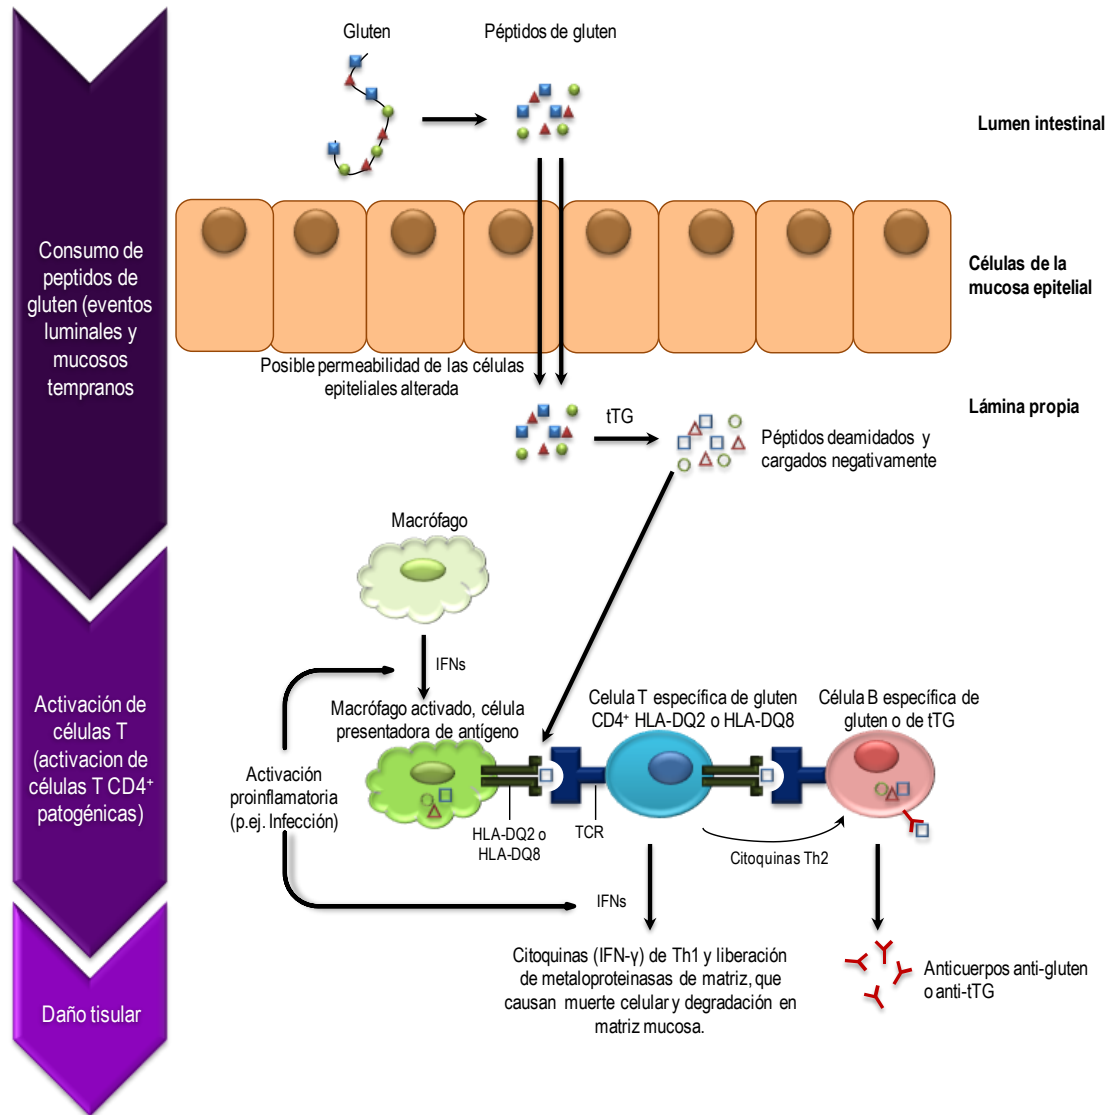 Gluten
Péptidos de gluten
Lumen intestinal
Consumo de
peptidos de
gluten (eventos
luminales y
mucosos
tempranos
Células de la
mucosa epitelial
Posible permeabilidad de las células
epiteliales alterada
Lámina propia
tTG
Péptidos deamidados y
cargados negativamente
Macrófago
IFNs
Activación de
células T
(activacion de
células T CD4⁺
patogénicas)
Macrófago activado, célula
presentadora de antígeno
Celula T específica de gluten
CD4⁺ HLA-DQ2 o HLA-DQ8
Célula B específica de
gluten o de tTG
Activación
proinflamatoria
(p.ej. Infección)
HLA-DQ2 o
HLA-DQ8
TCR
Citoquinas Th2
IFNs
Daño tisular
Citoquinas (IFN-γ) de Th1 y liberación
de metaloproteinasas de matriz, que
causan muerte celular y degradación en
matriz mucosa.
Anticuerpos anti-gluten
o anti-tTG